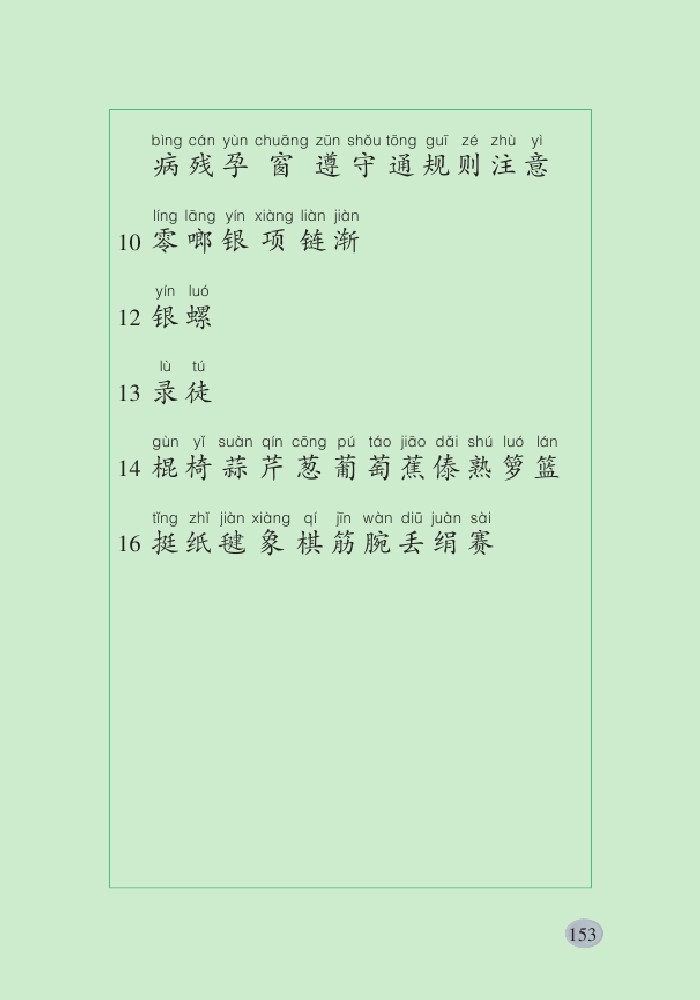 bìng cán yùn chuāng zūn shǒu tōng guī zé zhù yì
病 残 孕 窗 遵 守 通 规 则 注 意
líng lāng yín xiàng liàn jiàn
10 零 啷 银 项 链 渐
yín luó
12 银 螺
lù tú
13 录 徒
gùn yǐ suàn qín cōng pú táo jiāo dǎi shú luó lán
14 棍 椅 蒜 芹 葱 葡 萄 蕉 傣 熟 箩 篮
tǐng zhǐ jiàn xiàng qí jīn wàn diū juàn sài
16 挺 纸 毽 象 棋 筋 腕 丢 绢 赛
153